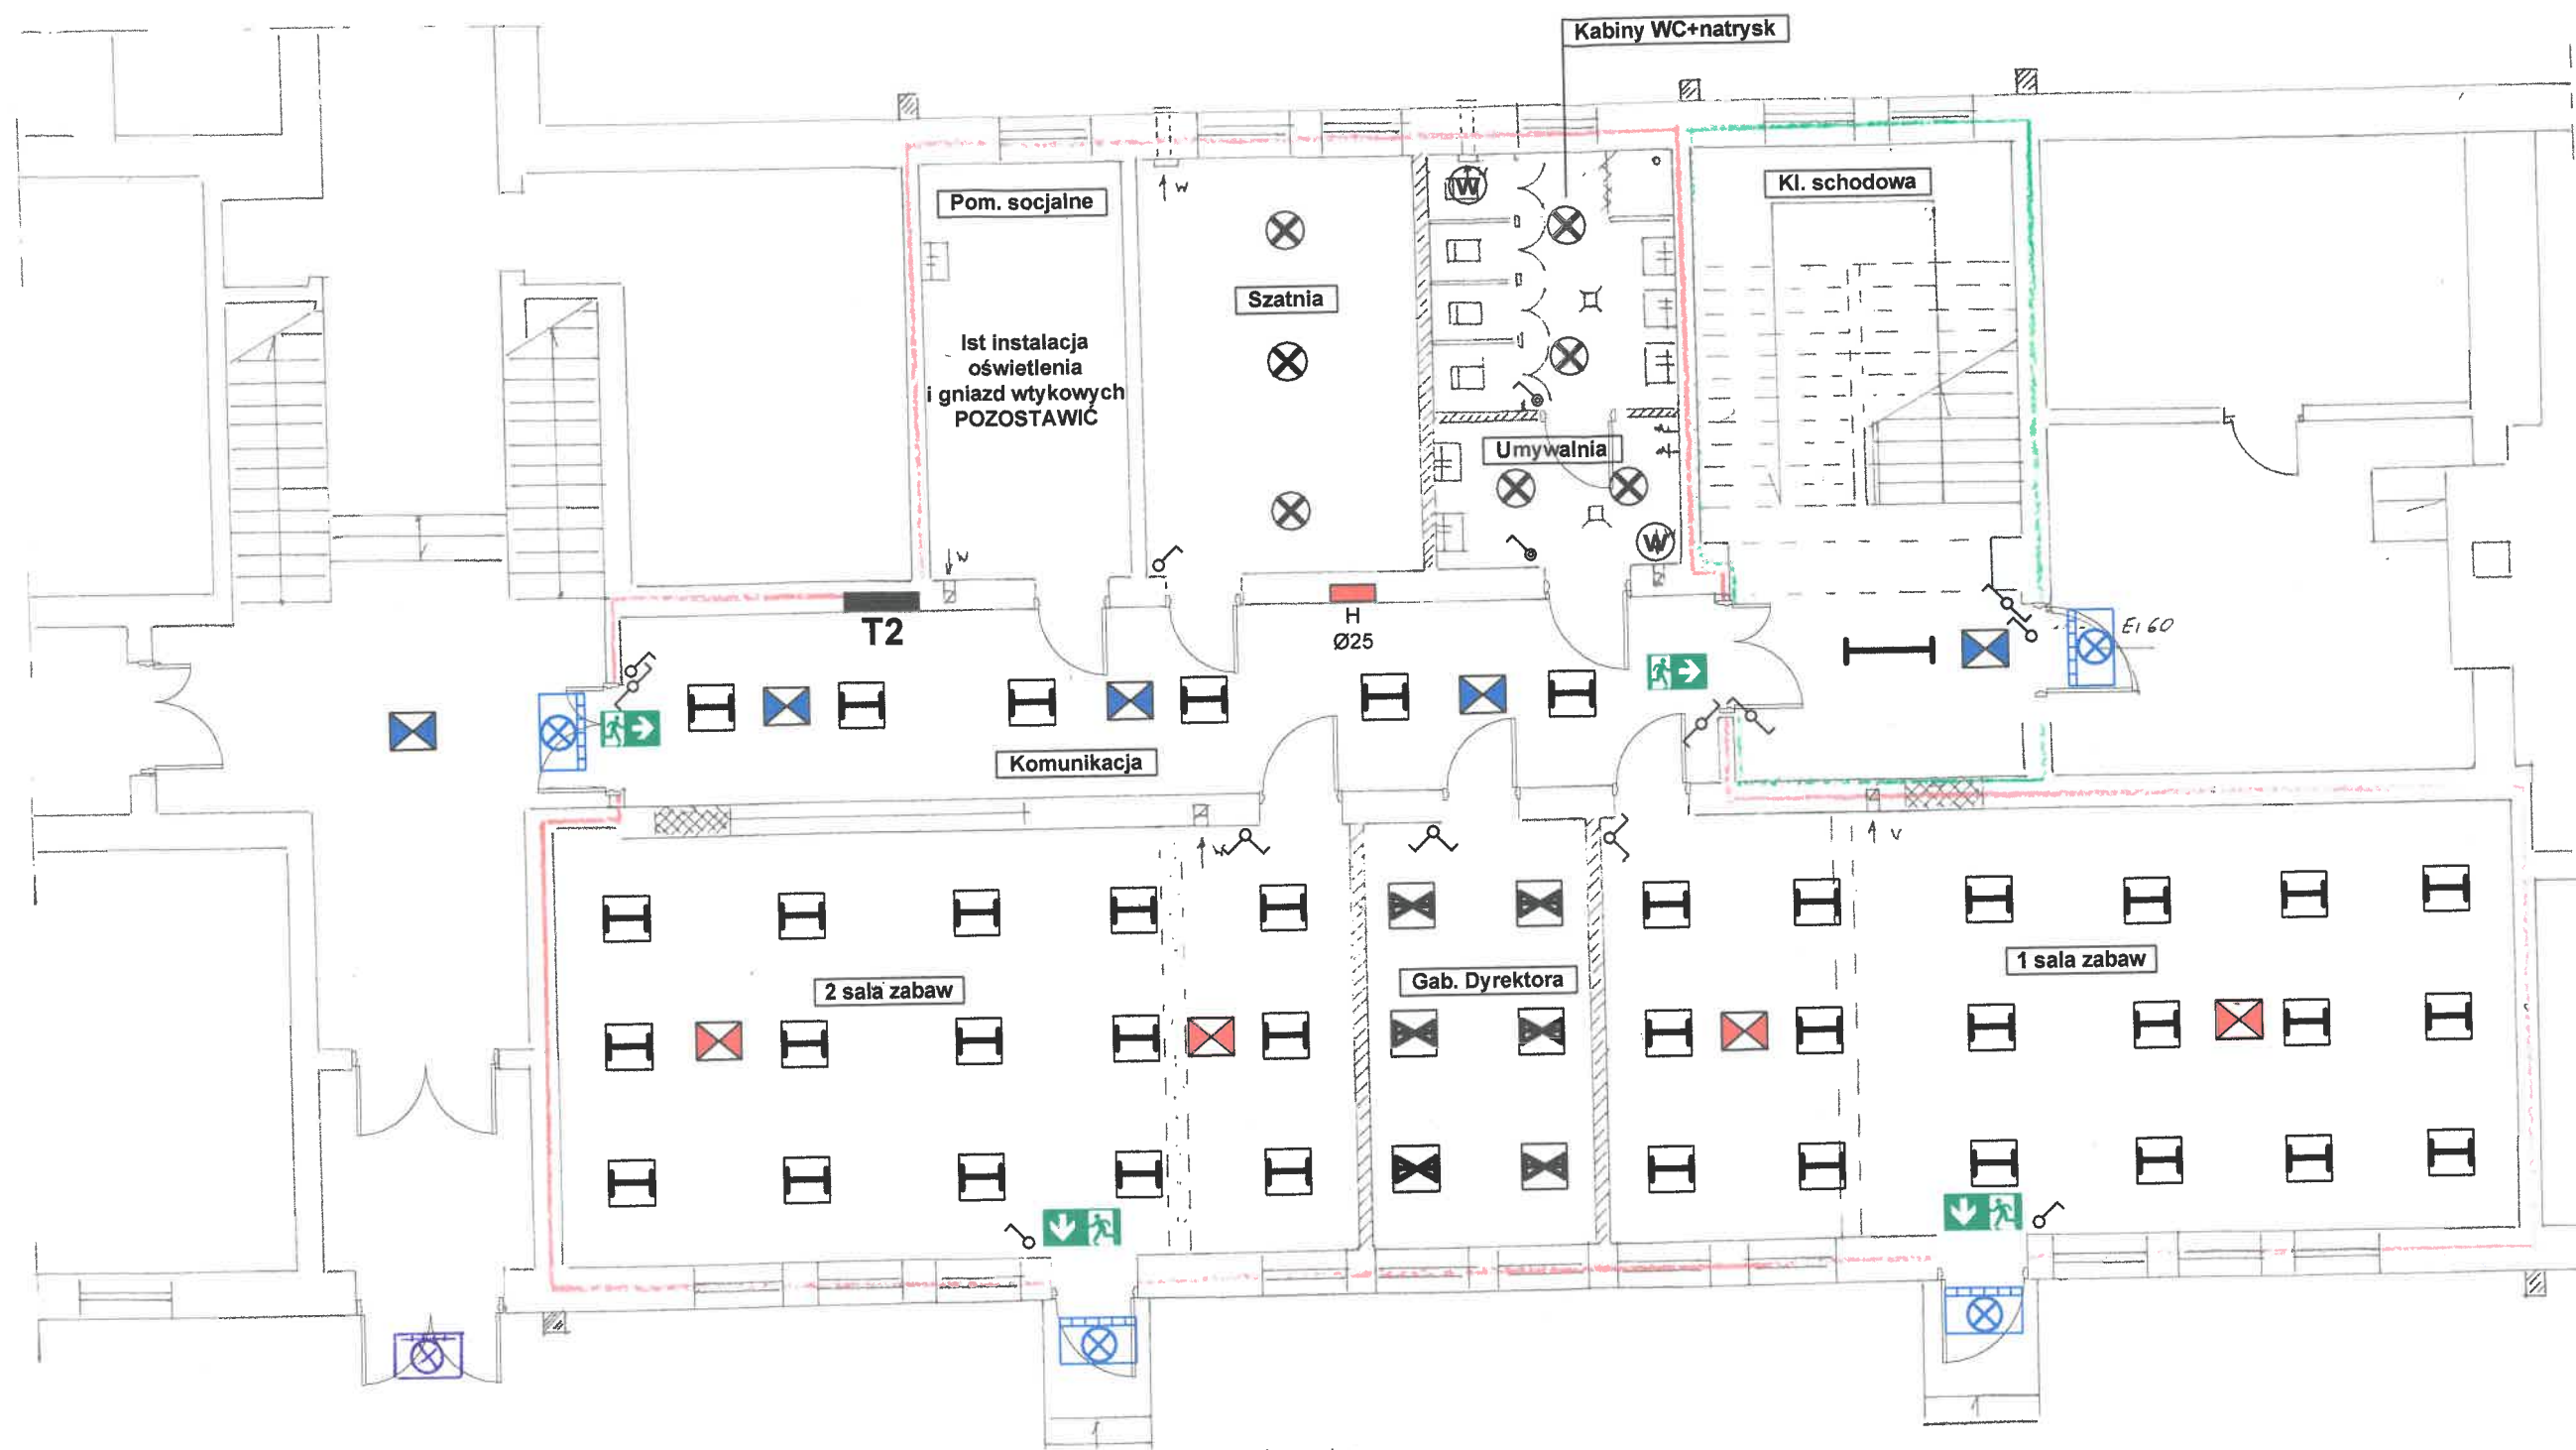 Kabiny WC+natrysk
Pom. socjalne
Kl. schodowa
W
W
Szatnia
Ist instalacja
oświetlenia
i gniazd wtykowych
POZOSTAWIĆ
Umywalnia
W
W
T2
H
Ø25
EI 60
Komunikacja
W
V
2 sala zabaw
Gab. Dyrektora
1 sala zabaw